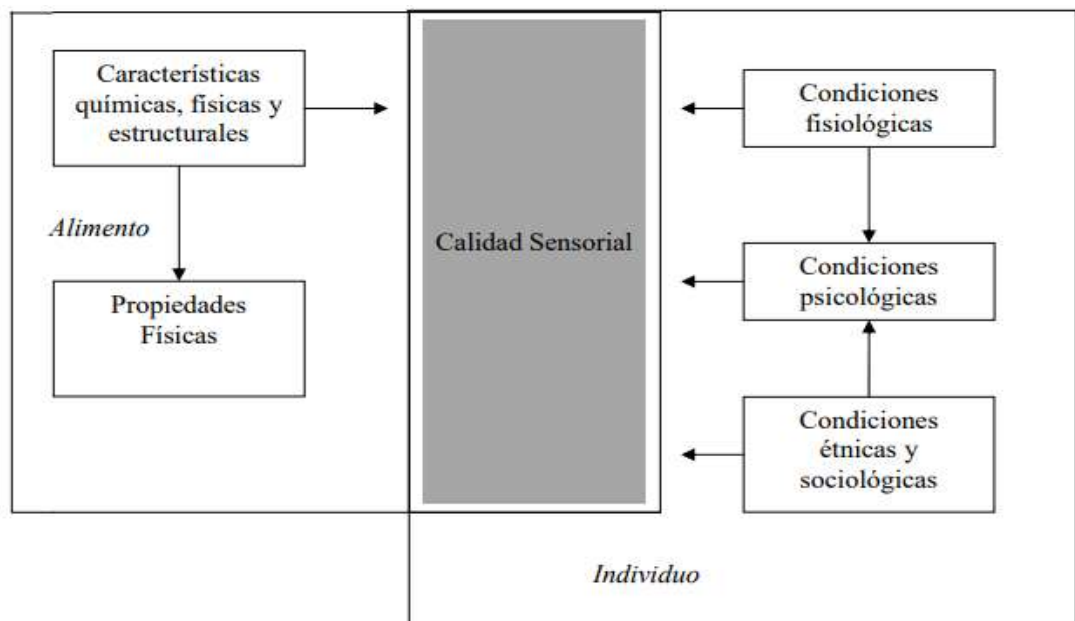 Características
químicas, físicas y
estructurales
Alimento
Propiedades
Físicas
Calidad Sensorial
Condiciones
fisiológicas
Condiciones
psicológicas
Condiciones
étnicas y
sociológicas
Individuo